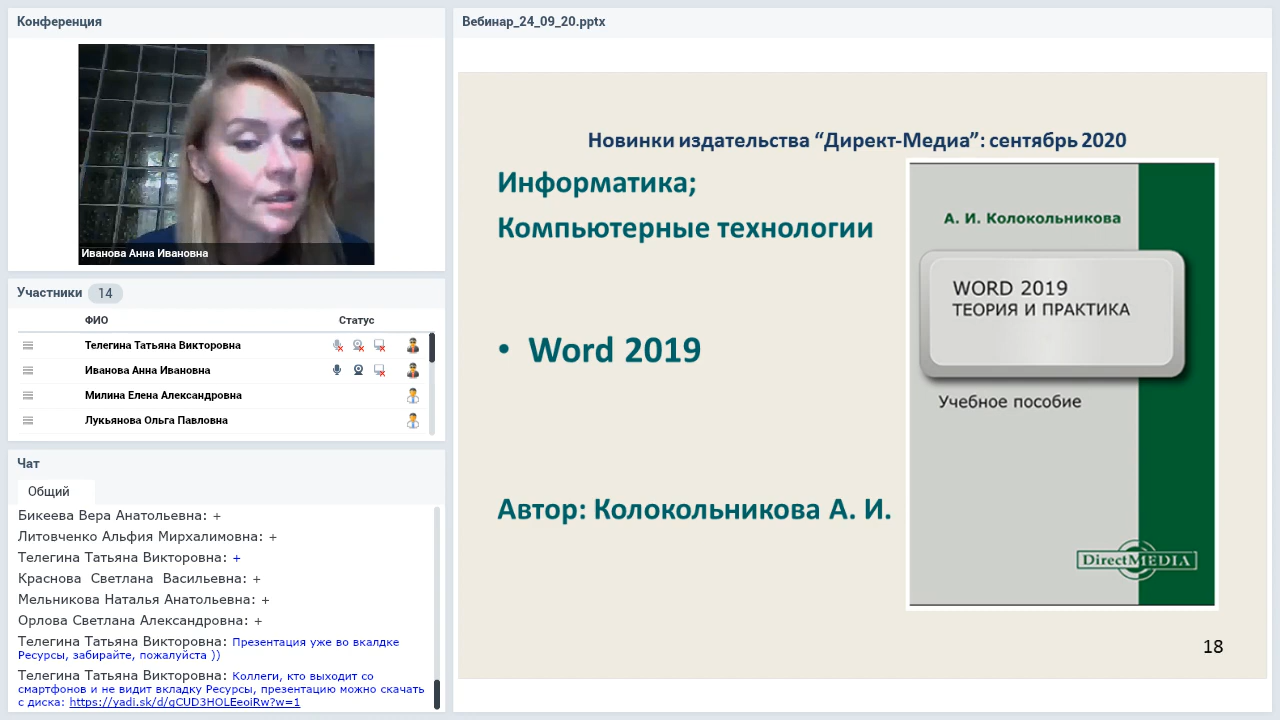 Конференция
Иванова Анна Ивановна
Участники 14
ФИО Статус
Телегина Татьяна Викторовна
Иванова Анна Ивановна
Милина Елена Александровна
Лукьянова Ольга Павловна
Чат
Общий
Бикеева Вера Анатольевна: +
Литовченко Альфия Мирхалимовна: +
Телегина Татьяна Викторовна: +
Краснова Светлана Васильевна: +
Мельникова Наталья Анатольевна: +
Орлова Светлана Александровна: +
Телегина Татьяна Викторовна: Презентация уже во вкалдке
Ресурсы, забирайте, пожалуйста ))
Телегина Татьяна Викторовна: Коллеги, кто выходит со
смартфонов и не видит вкладку Ресурсы, презентацию можно скачать
с диска: https://yadi.sk/d/gCUD3HOLEeoiRw?w=1
Вебинар_24_09_20.pptx
Новинки издательства “Директ-Медиа”: сентябрь 2020
Информатика;
Компьютерные технологии
• Word 2019
Автор: Колокольникова А. И.
А. И. Колокольникова
WORD 2019
ТЕОРИЯ И ПРАКТИКА
Учебное пособие
DirectMEDIA
18